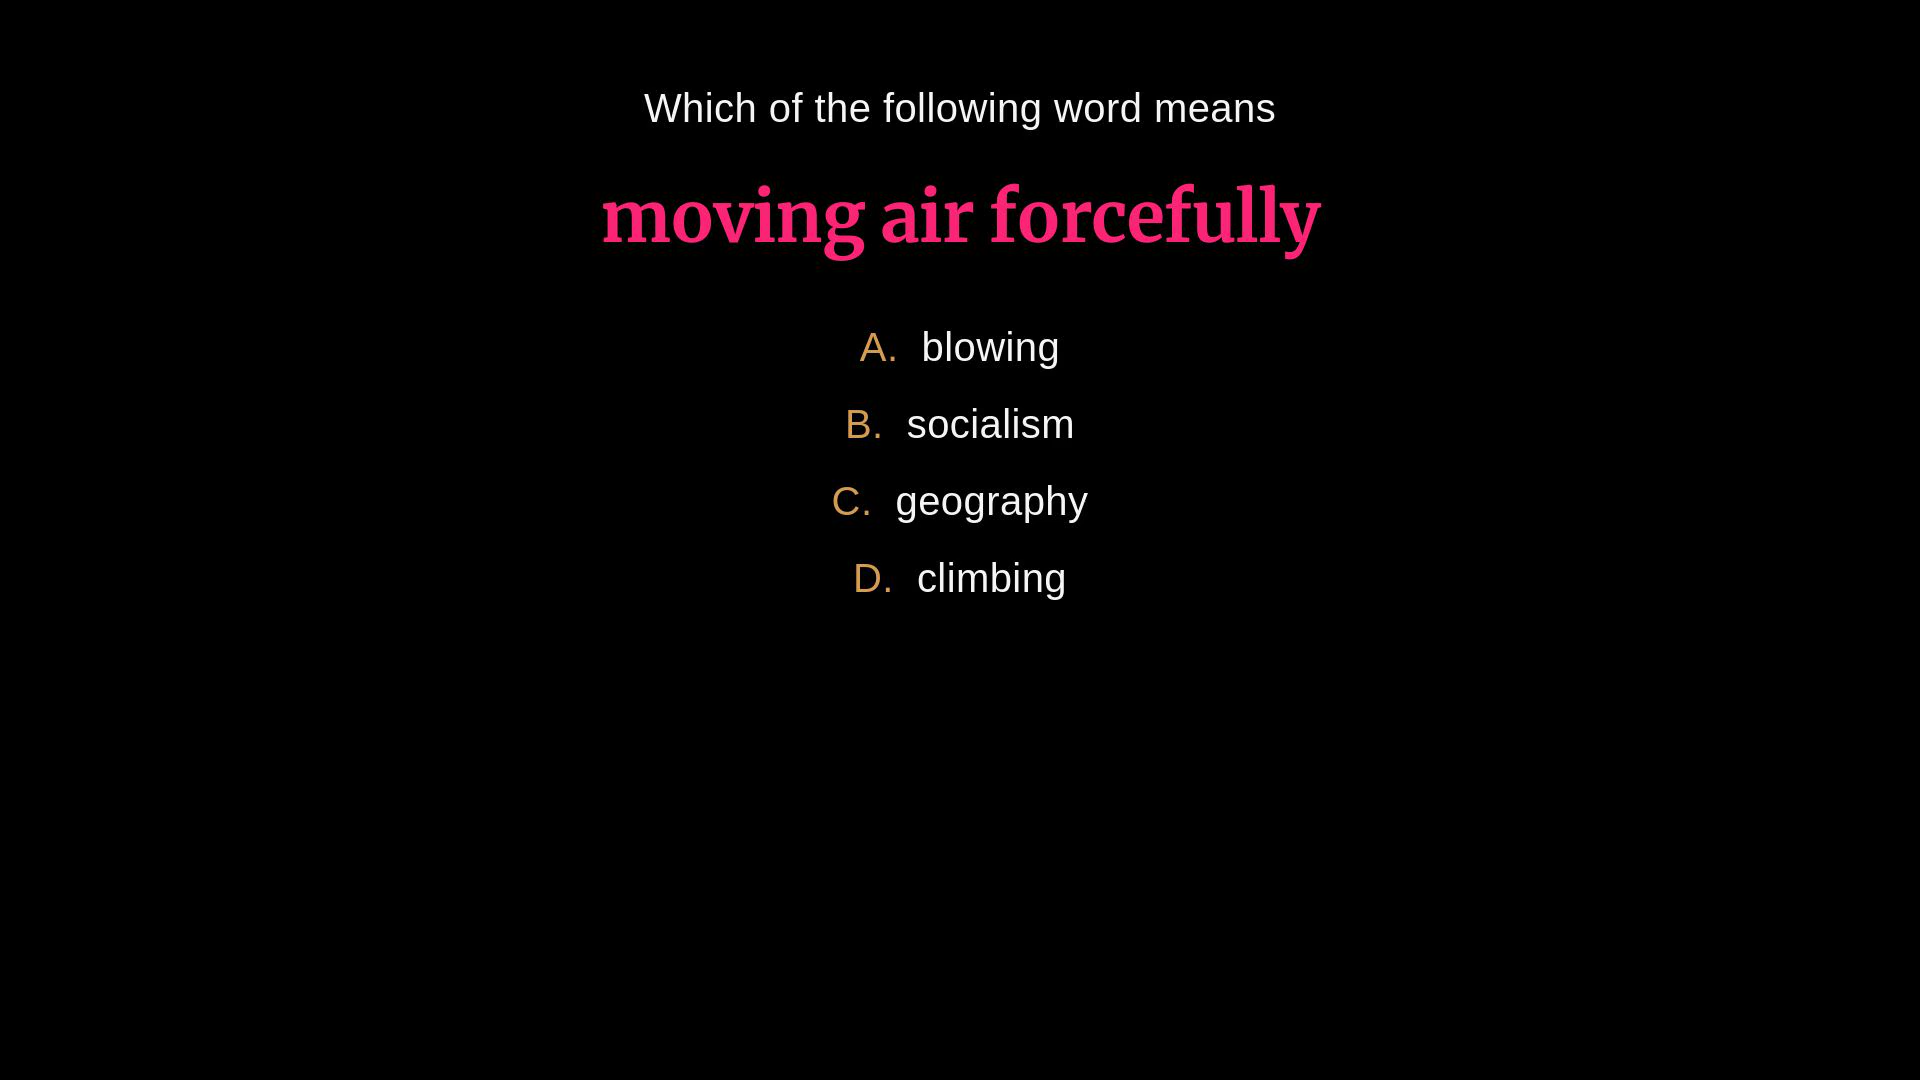 Which of the following word means
moving air forcefully
A. blowing
B. socialism
C. geography
D. climbing